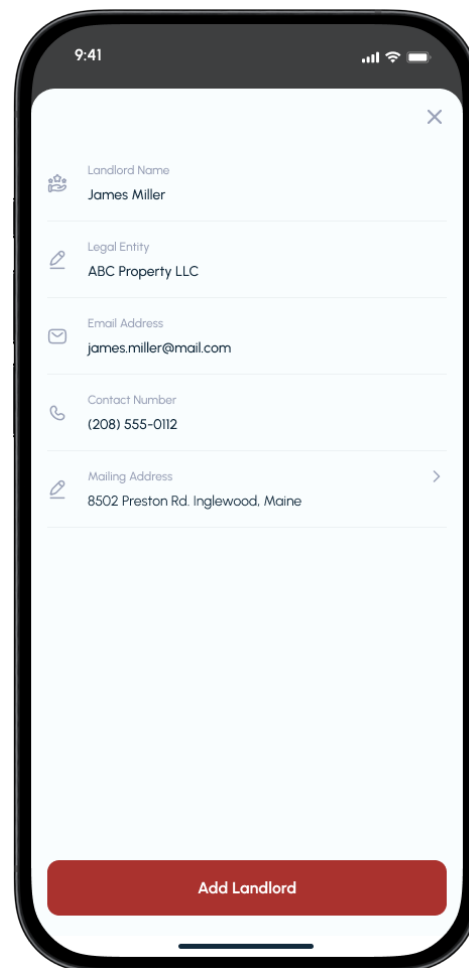 9:41
Landlord Name
James Miller
Legal Entity
ABC Property LLC
Email Address
james.miller@mail.com
Contact Number
(208) 555-0112
Mailing Address
8502 Preston Rd. Inglewood, Maine
Add Landlord